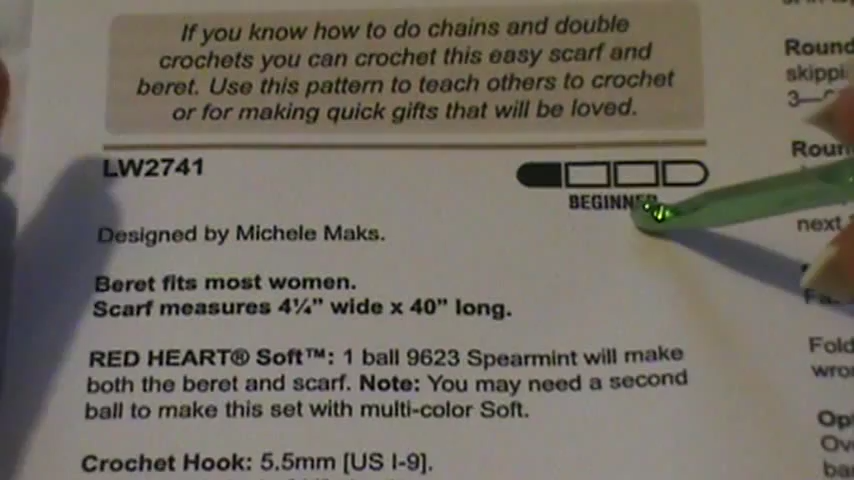 If you know how to do chains and double
crochets you can crochet this easy scarf and
beret. Use this pattern to teach others to crochet
or for making quick gifts that will be loved.
LW2741
BEGINNER
Designed by Michele Maks.
Beret fits most women.
Scarf measures 4¼” wide x 40” long.
RED HEART® Soft™: 1 ball 9623 Spearmint will make
both the beret and scarf. Note: You may need a second
ball to make this set with multi-color Soft.
Crochet Hook: 5.5mm [US I-9].
Round
3—
next
Fold